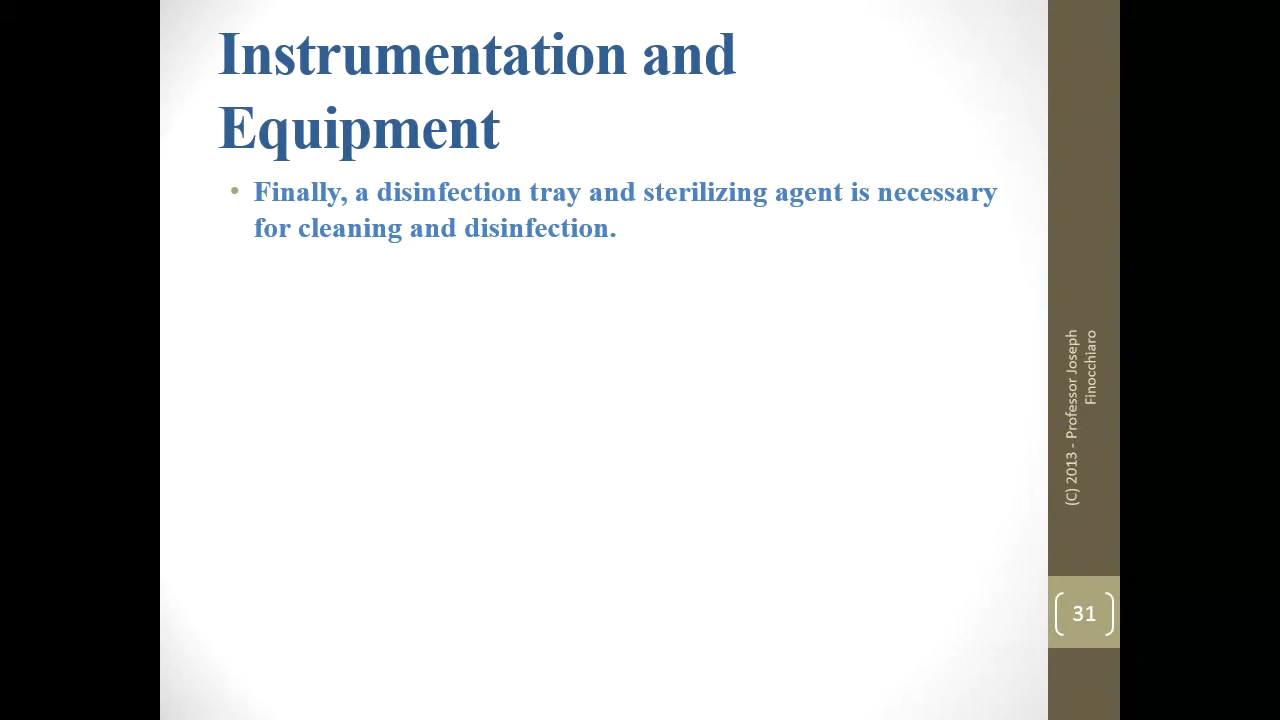 Instrumentation and
Equipment
• Finally, a disinfection tray and sterilizing agent is necessary
for cleaning and disinfection.
(C) 2013 - Professor Joseph
Finocchiaro
31